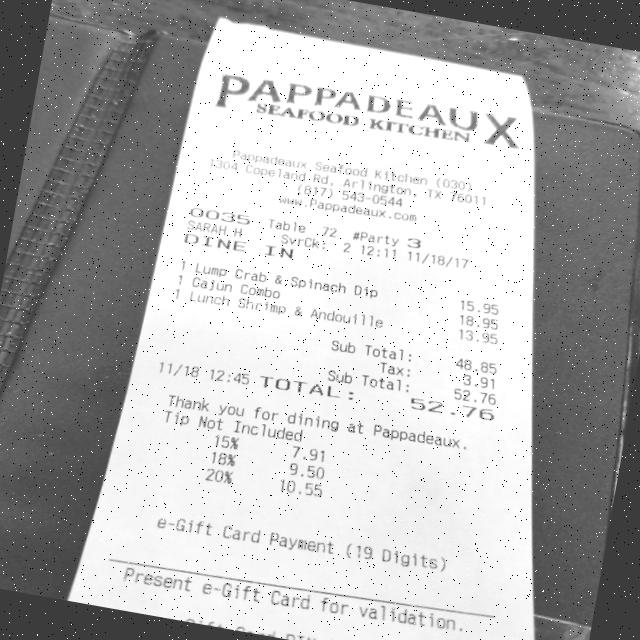 PAPPADEAUX
SEAFOOD KITCHEN
Pappadeaux Seafood Kitchen (030)
1304 Copeland Rd, Arlington, TX 76011
(817) 543-0544
www.Pappadeaux.com
0035 Table 72 #Party 3
SARAH H SvrCk: 2 12:11 11/18/17
DINE IN
1 Lump Crab & Spinach Dip 15.95
1 Cajun Combo 18.95
1 Lunch Shrimp & Andouille 13.95
Sub Total: 48.85
Tax: 3.91
Sub Total: 52.76
11/18 12:45 TOTAL: 52.76
Thank you for dining at Pappadeaux.
Tip Not Included
15% 7.91
18% 9.50
20% 10.55
e-Gift Card Payment (19 Digits)
Present e-Gift Card for validation.